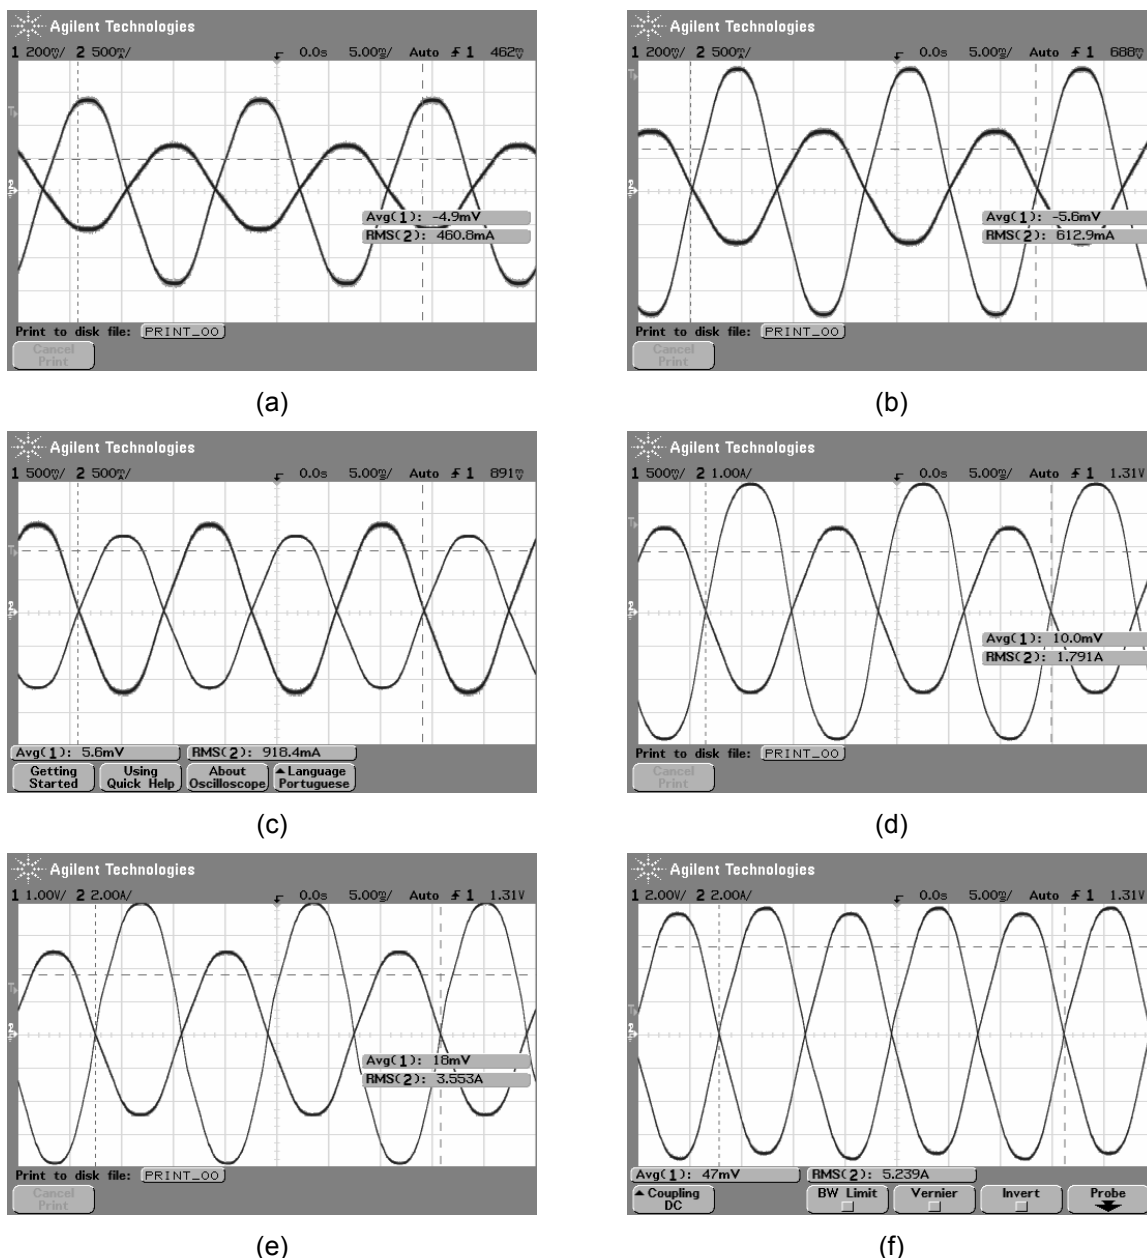 Agilent Technologies
1 200mV/ 2 500mA/ 0.0s 5.00ms/ Auto 1 462mV
Avg(1): -4.9mV
RMS(2): 460.8mA
Print to disk file: PRINT_00
Cancel
Print
(a)
Agilent Technologies
1 200mV/ 2 500mA/ 0.0s 5.00ms/ Auto 1 688mV
Avg(1): -5.6mV
RMS(2): 612.9mA
Print to disk file: PRINT_00
Cancel
Print
(b)
Agilent Technologies
1 500mV/ 2 500mA/ 0.0s 5.00ms/ Auto 1 891mV
Avg(1): 5.6mV RMS(2): 918.4mA
Getting Using About Language
Started Quick Help Oscilloscope Portuguese
(c)
Agilent Technologies
1 500mV/ 2 1.00A/ 0.0s 5.00ms/ Auto 1 1.31V
Avg(1): 10.0mV
RMS(2): 1.791A
Print to disk file: PRINT_00
Cancel
Print
(d)
Agilent Technologies
1 1.00V/ 2 2.00A/ 0.0s 5.00ms/ Auto 1 1.31V
Avg(1): 18mV
RMS(2): 3.553A
Print to disk file: PRINT_00
Cancel
Print
(e)
Agilent Technologies
1 2.00V/ 2 2.00A/ 0.0s 5.00ms/ Auto 1 1.31V
Avg(1): 47mV RMS(2): 5.239A
Coupling BW Limit Vernier Invert Probe
DC
(f)